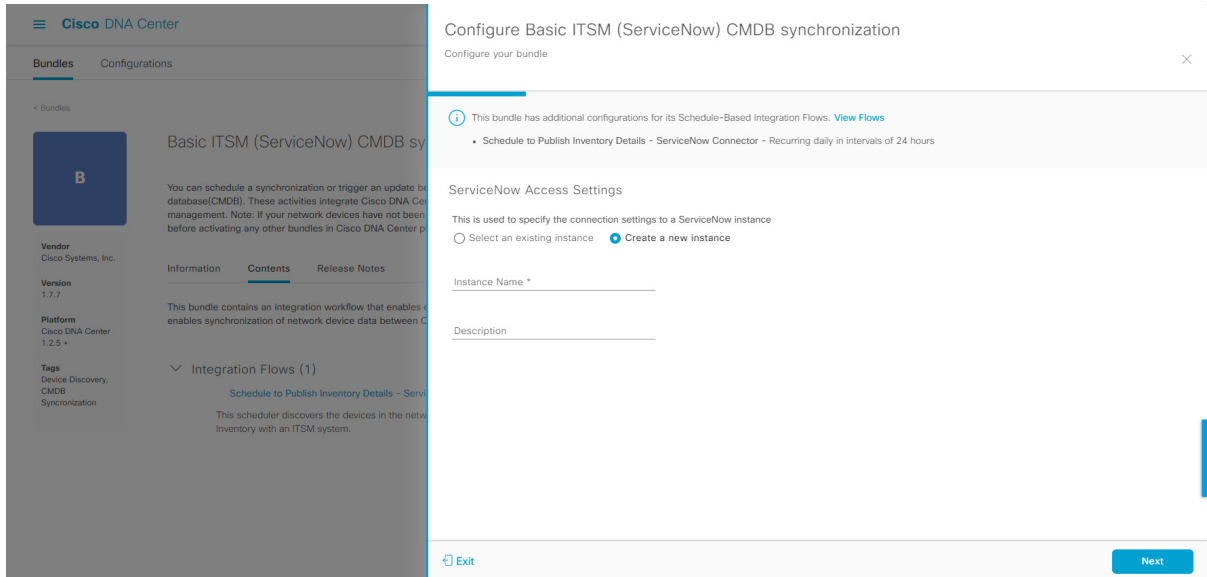 Cisco DNA Center
Bundles Configurations
< Bundles
B
Vendor
Cisco Systems, Inc.
Version
1.7.7
Platform
Cisco DNA Center
1.2.5 +
Tags
Device Discovery,
CMDB
Syncronization
Basic ITSM (ServiceNow) CMDB sy
You can schedule a synchronization or trigger an update be
database(CMDB). These activities integrate Cisco DNA Cen
management. Note: If your network devices have not been
before activating any other bundles in Cisco DNA Center p
Information Contents Release Notes
This bundle contains an integration workflow that enables
enables synchronization of network device data between C
Integration Flows (1)
Schedule to Publish Inventory Details - Servi
This scheduler discovers the devices in the netw
Inventory with an ITSM system.
Configure Basic ITSM (ServiceNow) CMDB synchronization
Configure your bundle
This bundle has additional configurations for its Schedule-Based Integration Flows. View Flows
• Schedule to Publish Inventory Details - ServiceNow Connector - Recurring daily in intervals of 24 hours
ServiceNow Access Settings
This is used to specify the connection settings to a ServiceNow instance
Select an existing instance Create a new instance
Instance Name *
Description
Exit
Next